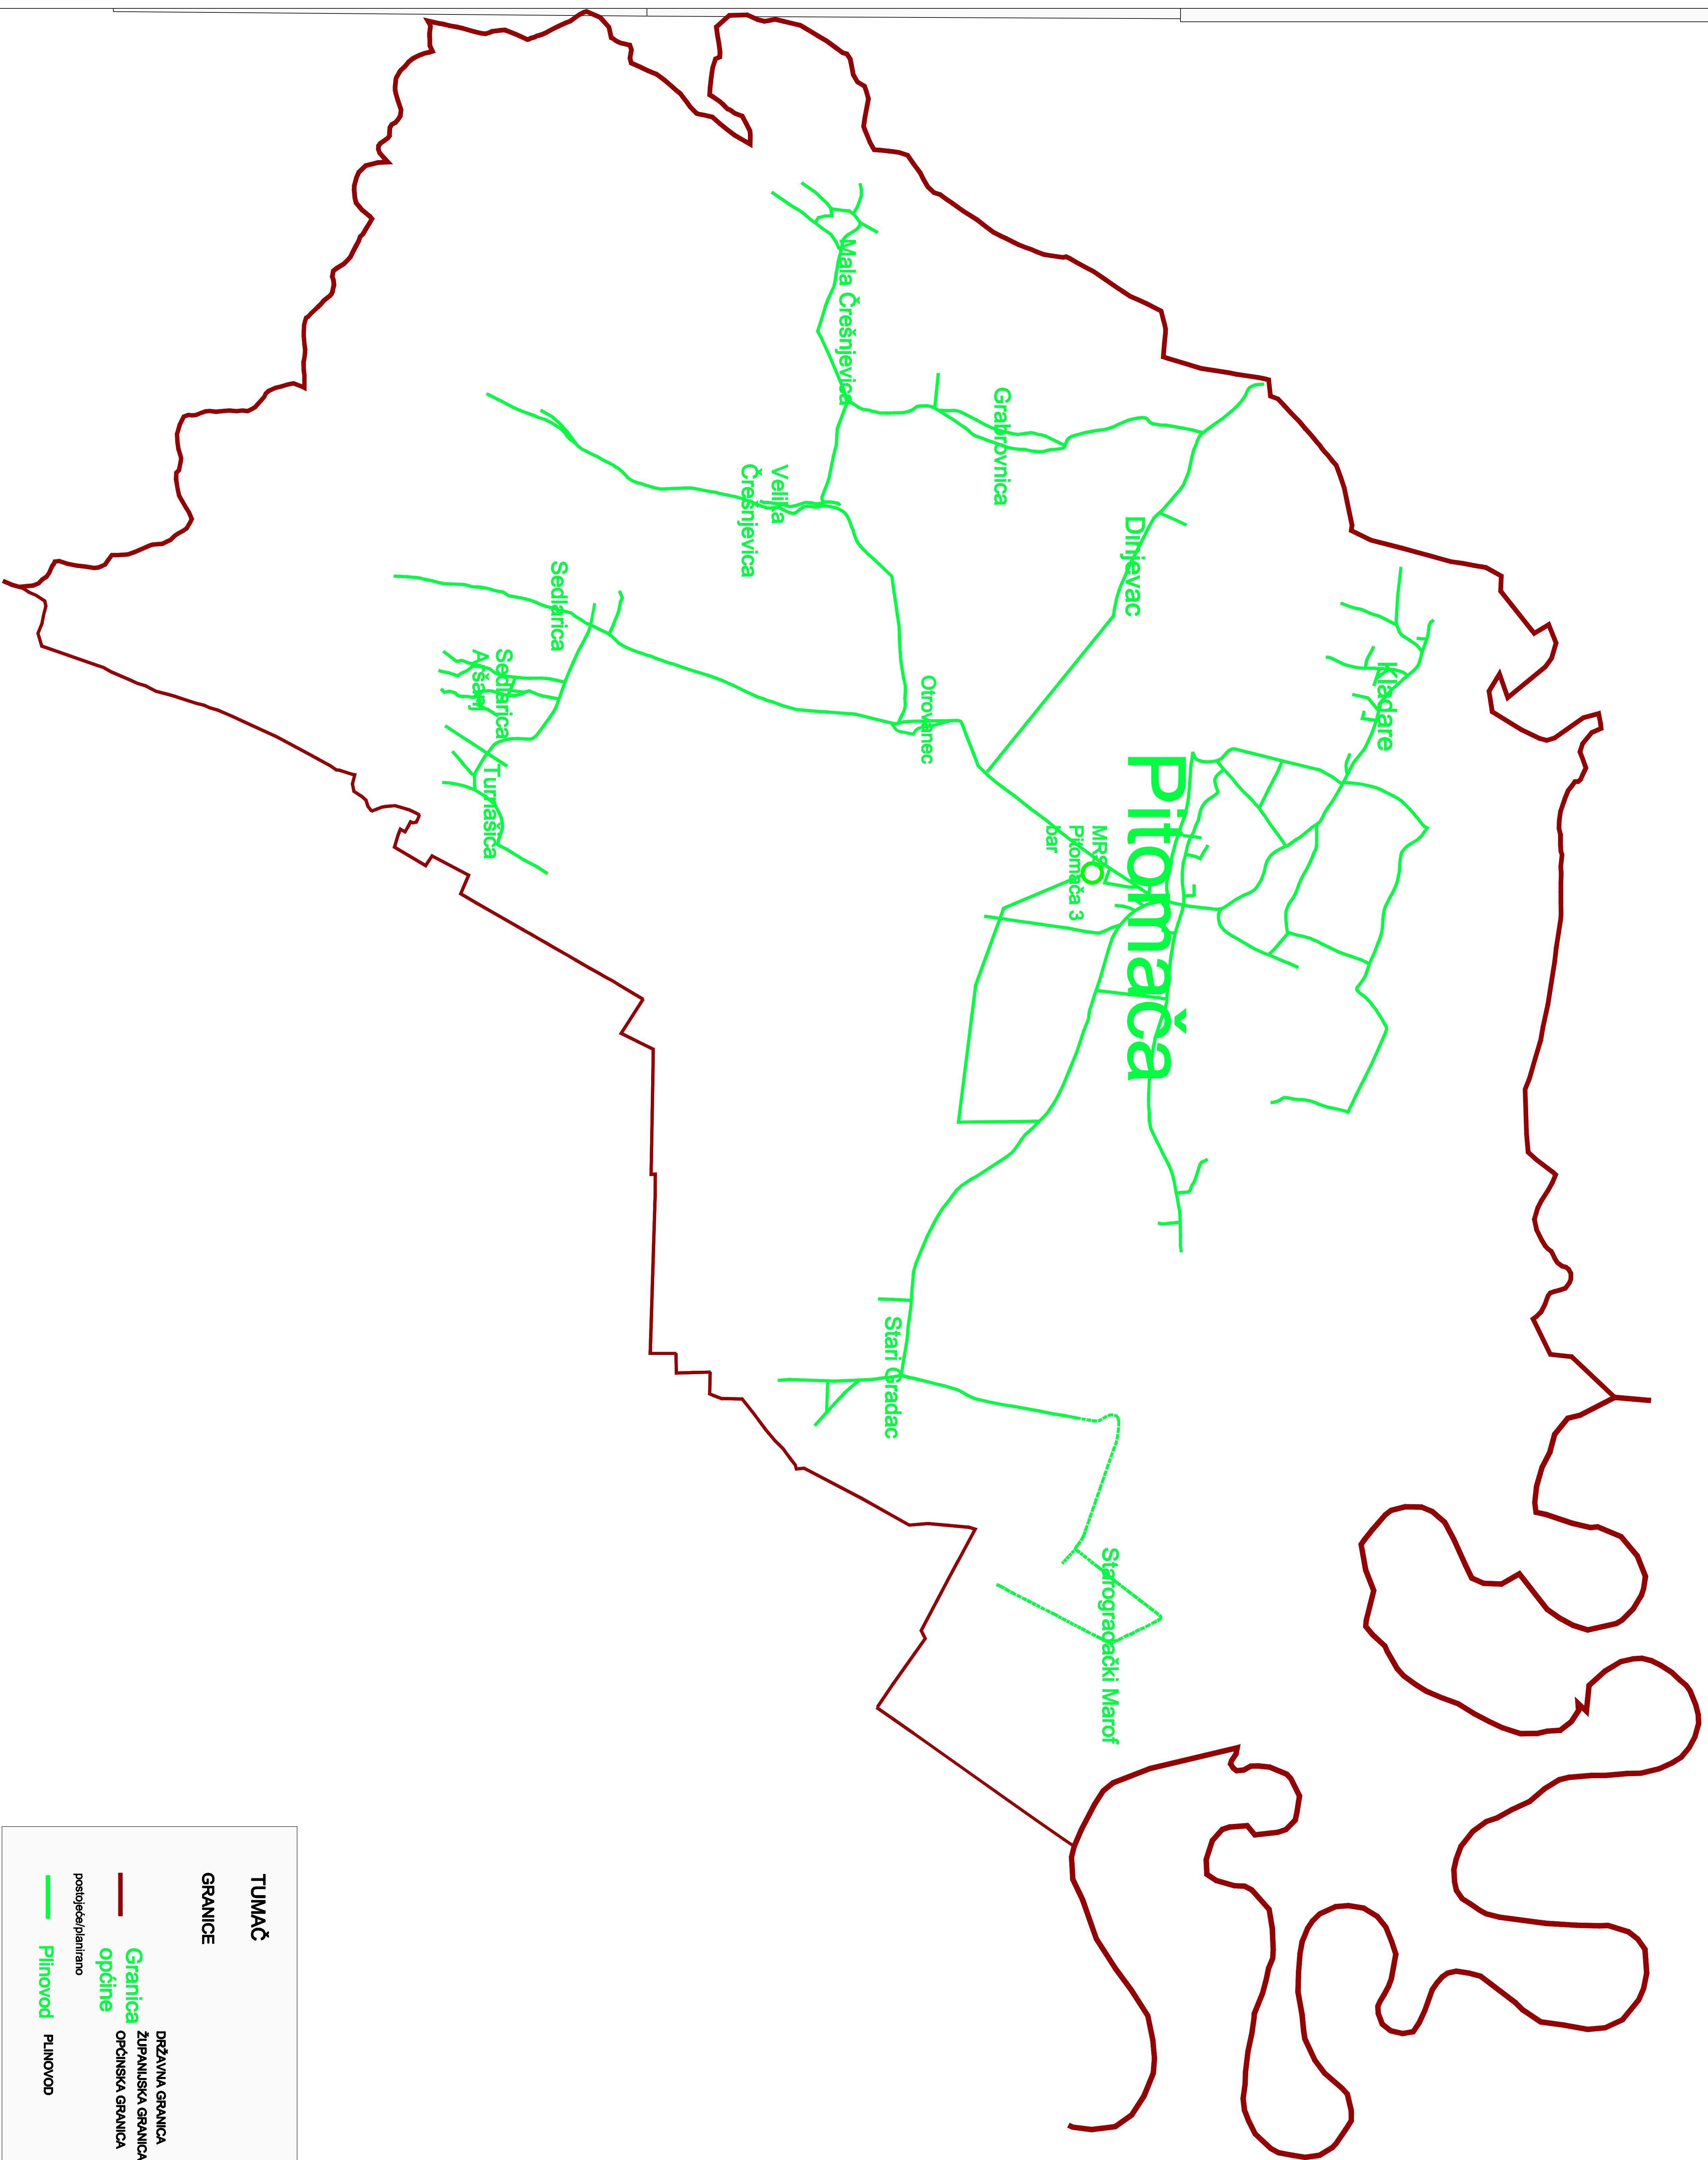 Kladare
Dinjevac
Pitomača
MRS
Pitomača 3
bar
Grabrovnica
Mala Črešnjevica
Velika
Črešnjevica
Otrovanec
Sedlarica
Sedlarica
Aršanj
Turnašica
Stari Gradac
Starogradački Marof
TUMAČ
GRANICE
DRŽAVNA GRANICA
ŽUPANIJSKA GRANICA
Granica
općine
OPĆINSKA GRANICA
postojeće/planirano
Plinovod PLINOVOD